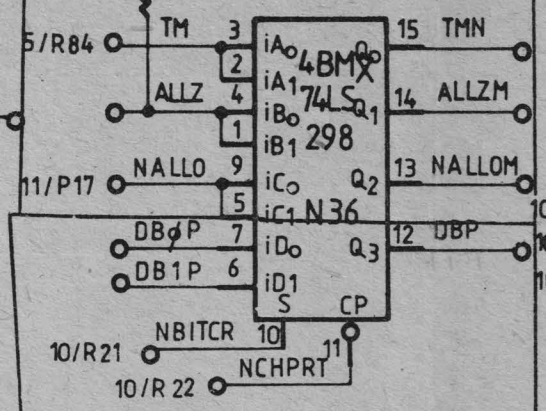 TM 3 iA0 4BMX Q0 15 TMN
5/R84
2 iA1 74LS
ALLZ 4 iB0 Q1 14 ALLZM
1 iB1 298
NALLO 9 iC0 Q2 13 NALLOM
11/P17
5 iC1 N36
DBØP 7 iD0 Q3 12 DBP
DB1P 6 iD1
S CP
NBITCR 10
10/R21
NCHPRT 11
10/R22